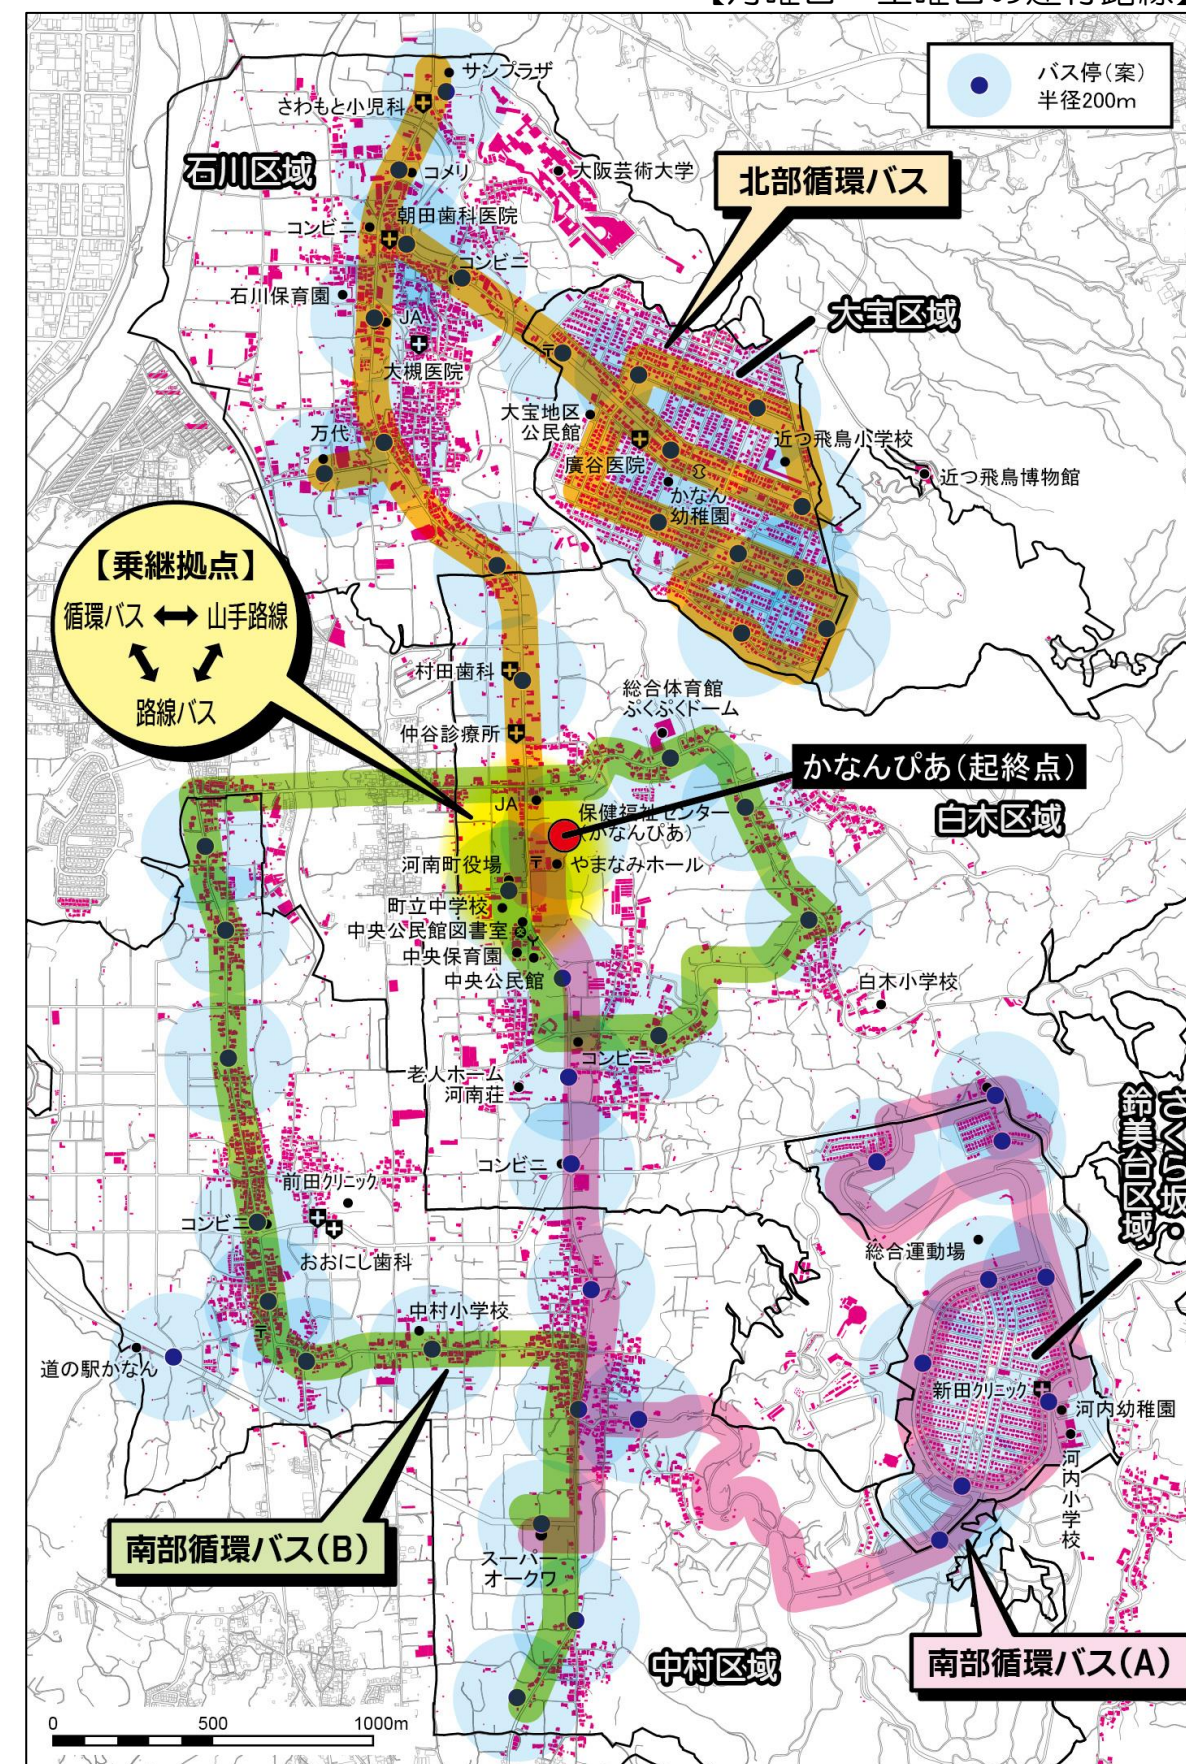 バス停(案)
半径200m
サンプラザ
さわもと小児科
石川区域
コメリ
大阪芸術大学
北部循環バス
朝田歯科医院
コンビニ
コンビニ
石川保育園
JA
大槻医院
大宝区域
〒
大宝地区
公民館
万代
廣谷医院
近つ飛鳥小学校
かなん
幼稚園
近つ飛鳥博物館
【乗継拠点】
循環バス
山手路線
路線バス
村田歯科
総合体育館
ぷくぷくドーム
仲谷診療所
かなんぴあ(起終点)
JA
保健福祉センター
(かなんぴあ)
白木区域
〒
やまなみホール
河南町役場
町立中学校
中央公民館図書室
中央保育園
中央公民館
白木小学校
コンビニ
老人ホーム
河南荘
さくら坂・
鈴美台区域
コンビニ
前田クリニック
コンビニ
おおにし歯科
総合運動場
中村小学校
〒
道の駅かなん
新田クリニック
河内幼稚園
河内小学校
南部循環バス(B)
スーパー
オークワ
中村区域
南部循環バス(A)
0 500 1000m